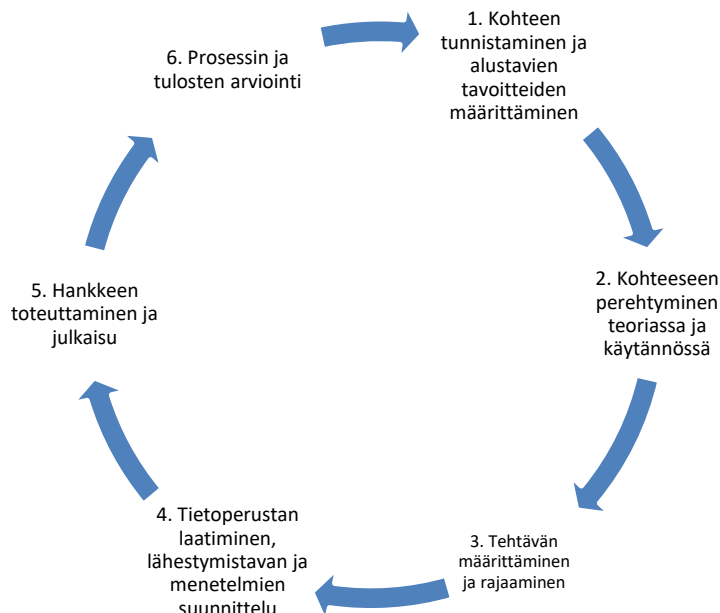 1. Kohteen
tunnistaminen ja
alustavien
tavoitteiden
määrittäminen
2. Kohteeseen
perehtyminen
teoriassa ja
käytännössä
3. Tehtävän
määrittäminen
ja rajaaminen
4. Tietoperustan
laatiminen,
lähestymistavan ja
menetelmien
suunnittelu
5. Hankkeen
toteuttaminen ja
julkaisu
6. Prosessin ja
tulosten arviointi